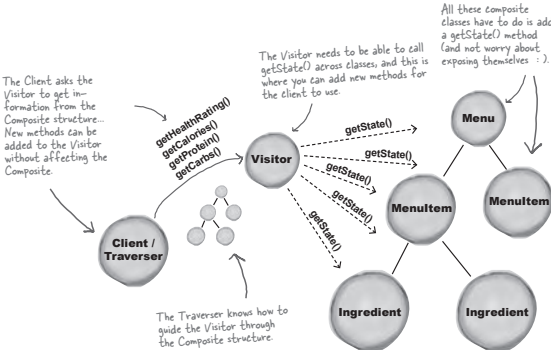 All these composite
classes have to do is add
a getState() method
(and not worry about
exposing themselves : ).
The Visitor needs to be able to call
getState() across classes, and this is
where you can add new methods for
the client to use.
The Client asks the
Visitor to get in-
formation from the
Composite structure...
New methods can be
added to the Visitor
without affecting the
Composite.
getHealthRating()
getCalories()
getProtein()
getCarbs()
Visitor
getState()
getState()
getState()
getState()
getState()
Menu
MenuItem
MenuItem
Client /
Traverser
Ingredient
Ingredient
The Traverser knows how to
guide the Visitor through
the Composite structure.